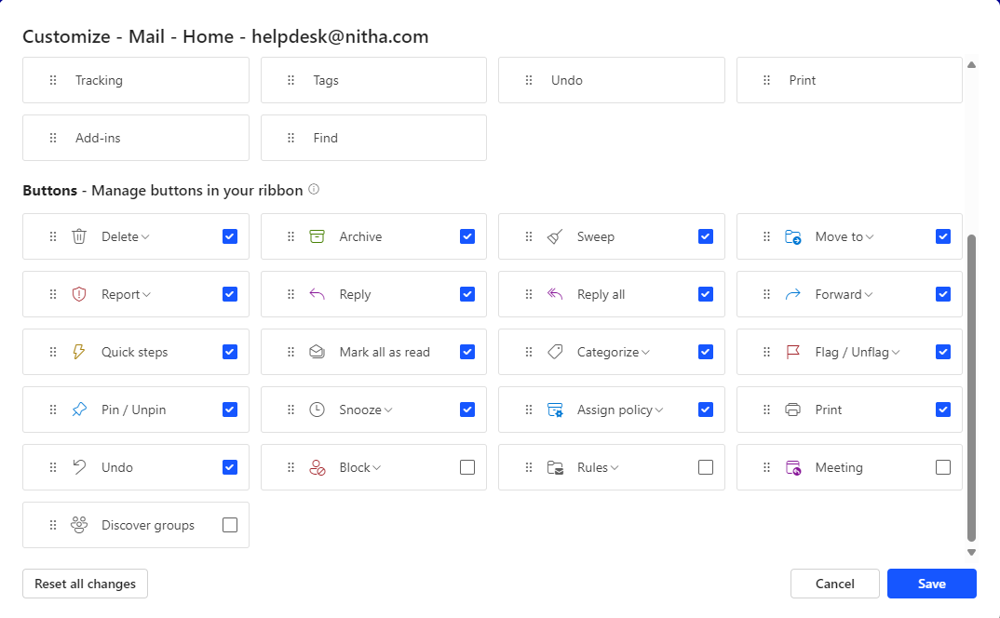 Customize - Mail - Home - helpdesk@nitha.com
Tracking Tags Undo Print
Add-ins Find
Buttons - Manage buttons in your ribbon
Delete Archive Sweep Move to
Report Reply Reply all Forward
Quick steps Mark all as read Categorize Flag / Unflag
Pin / Unpin Snooze Assign policy Print
Undo Block Rules Meeting
Discover groups
Reset all changes Cancel Save